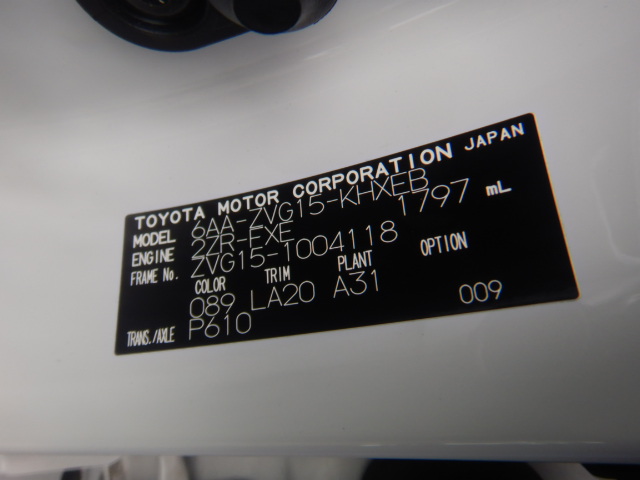 TOYOTA MOTOR CORPORATION JAPAN
MODEL 6AA-ZVG15-KHXEB
ENGINE 2ZR-FXE 1797 mL
FRAME No. ZVG15-1004118
COLOR TRIM PLANT OPTION
089 LA20 A31
TRANS./AXLE P610 009